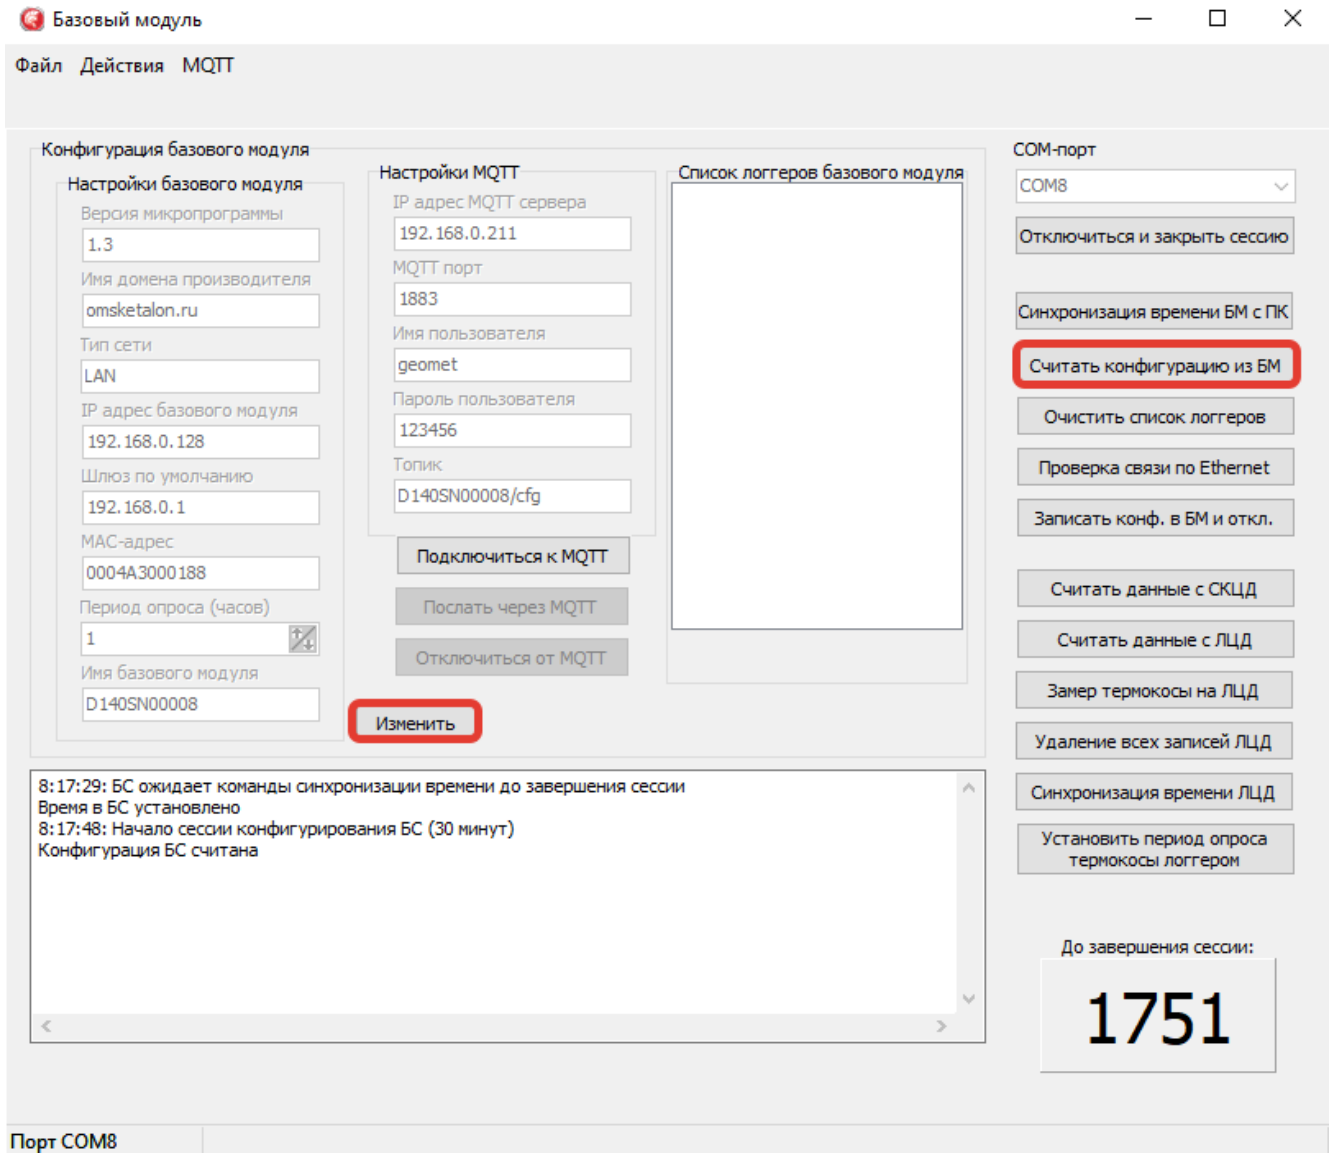 Базовый модуль
Файл Действия MQTT
Конфигурация базового модуля
Настройки базового модуля
Версия микропрограммы
1.3
Имя домена производителя
omsketalon.ru
Тип сети
LAN
IP адрес базового модуля
192.168.0.128
Шлюз по умолчанию
192.168.0.1
MAC-адрес
0004A3000188
Период опроса (часов)
1
Имя базового модуля
D140SN00008
Настройки MQTT
IP адрес MQTT сервера
192.168.0.211
MQTT порт
1883
Имя пользователя
geomet
Пароль пользователя
123456
Топик
D140SN00008/cfg
Подключиться к MQTT
Послать через MQTT
Отключиться от MQTT
Изменить
Список логгеров базового модуля
COM-порт
COM8
Отключиться и закрыть сессию
Синхронизация времени БМ с ПК
Считать конфигурацию из БМ
Очистить список логгеров
Проверка связи по Ethernet
Записать конф. в БМ и откл.
Считать данные с СКЦД
Считать данные с ЛЦД
Замер термокосы на ЛЦД
Удаление всех записей ЛЦД
Синхронизация времени ЛЦД
Установить период опроса
термокосы логгером
До завершения сессии:
1751
8:17:29: БС ожидает команды синхронизации времени до завершения сессии
Время в БС установлено
8:17:48: Начало сессии конфигурирования БС (30 минут)
Конфигурация БС считана
Порт COM8